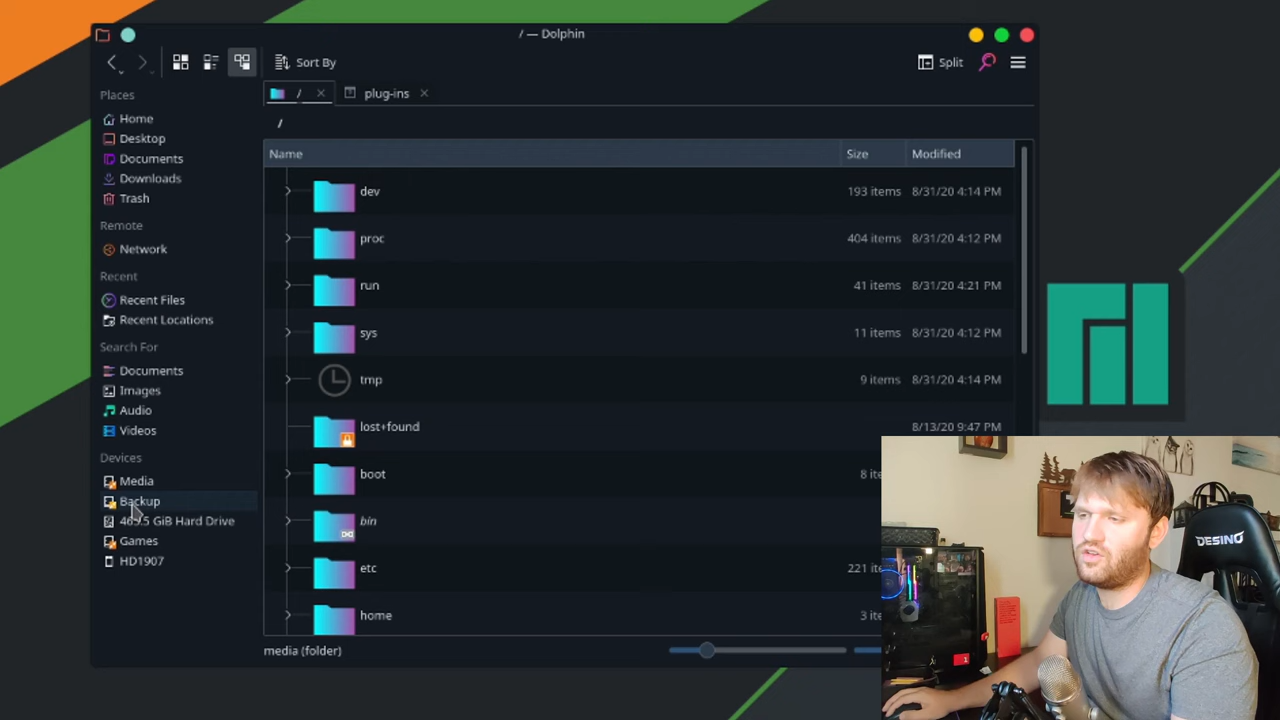 / — Dolphin
Sort By
Split
Places
/
plug-ins
Home
Desktop
Documents
Downloads
Trash
Remote
Network
Recent
Recent Files
Recent Locations
Search For
Documents
Images
Audio
Videos
Devices
Media
Backup
GiB Hard Drive
Games
HD1907
/
Name Size Modified
dev 193 items 8/31/20 4:14 PM
proc 404 items 8/31/20 4:12 PM
run 41 items 8/31/20 4:21 PM
sys 11 items 8/31/20 4:12 PM
tmp 9 items 8/31/20 4:14 PM
lost+found 8/13/20 9:47 PM
boot 8
bin
etc 221
home 3
media (folder)
DESINO